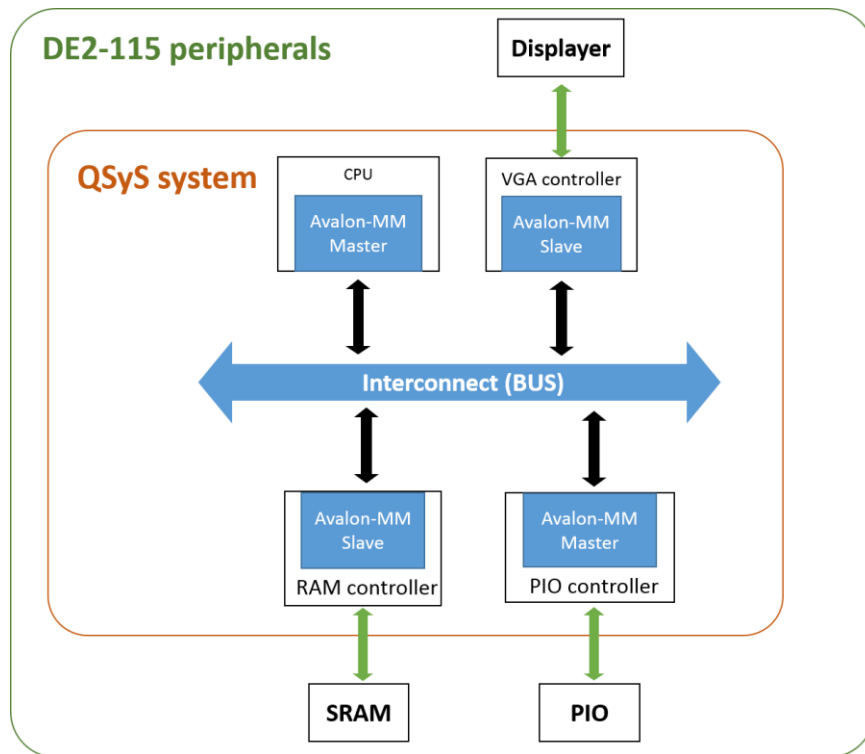 DE2-115 peripherals
Displayer
QSyS system
CPU
Avalon-MM
Master
VGA controller
Avalon-MM
Slave
Interconnect (BUS)
Avalon-MM
Slave
RAM controller
Avalon-MM
Master
PIO controller
SRAM
PIO